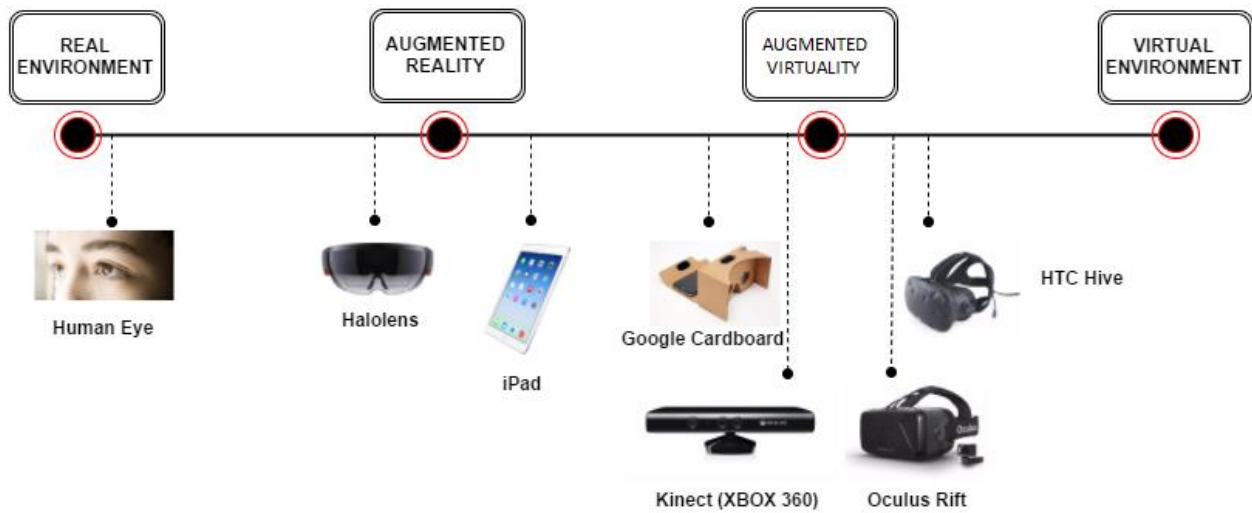 REAL
ENVIRONMENT
AUGMENTED
REALITY
AUGMENTED
VIRTUALITY
VIRTUAL
ENVIRONMENT
Human Eye
Halolens
iPad
Google Cardboard
HTC Hive
Kinect (XBOX 360)
Oculus
Oculus Rift